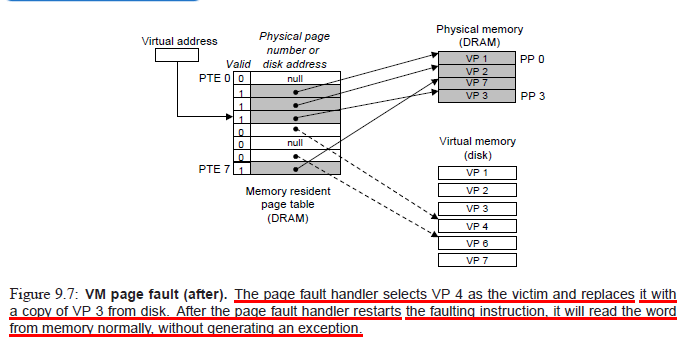 Virtual address
Physical page
number or
Valid disk address
PTE 0 0 null
1
1
1
0
0 null
0
PTE 7 1
Memory resident
page table
(DRAM)
Physical memory
(DRAM)
VP 1 PP 0
VP 2
VP 7
VP 3 PP 3
Virtual memory
(disk)
VP 1
VP 2
VP 3
VP 4
VP 6
VP 7
Figure 9.7: VM page fault (after). The page fault handler selects VP 4 as the victim and replaces it with
a copy of VP 3 from disk. After the page fault handler restarts the faulting instruction, it will read the word
from memory normally, without generating an exception.